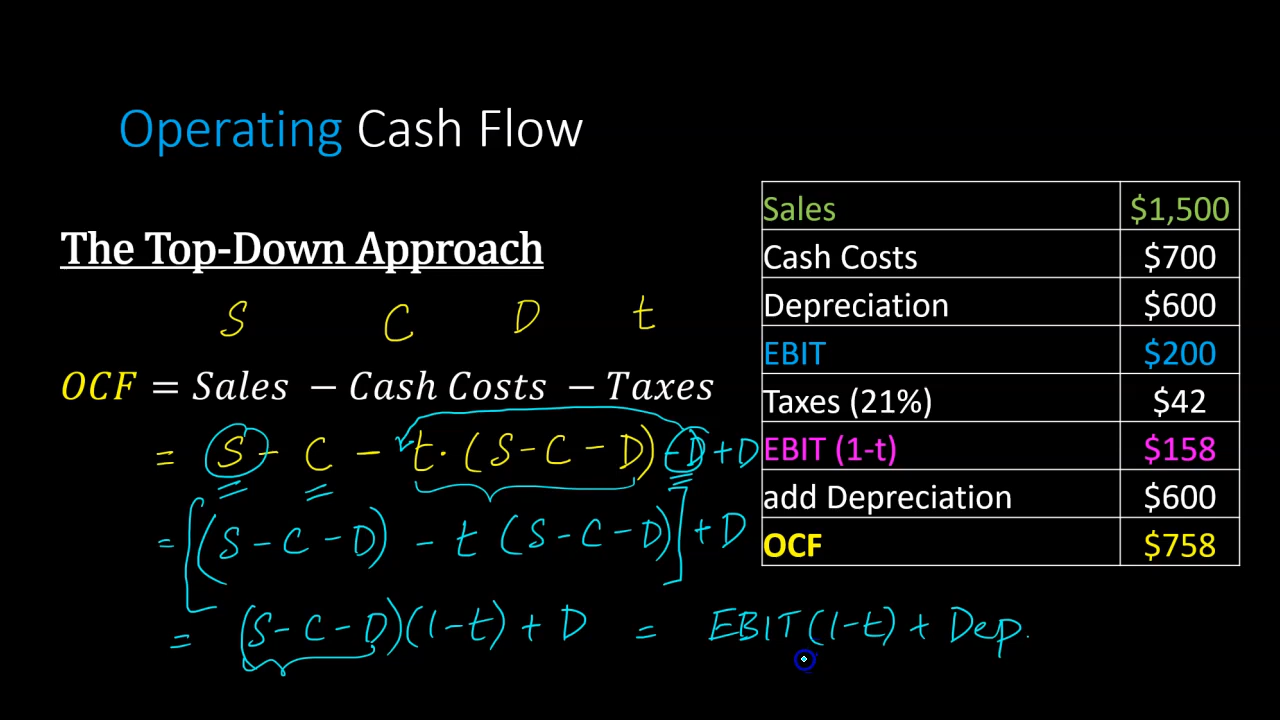 Operating Cash Flow
The Top-Down Approach
S C D t
OCF = Sales − Cash Costs − Taxes
= S - C - t · (S - C - D) - D + D
= [(S - C - D) - t (S - C - D)] + D
= (S - C - D)(1 - t) + D = EBIT(1-t) + Dep.
Sales $1,500
Cash Costs $700
Depreciation $600
EBIT $200
Taxes (21%) $42
EBIT (1-t) $158
add Depreciation $600
OCF $758